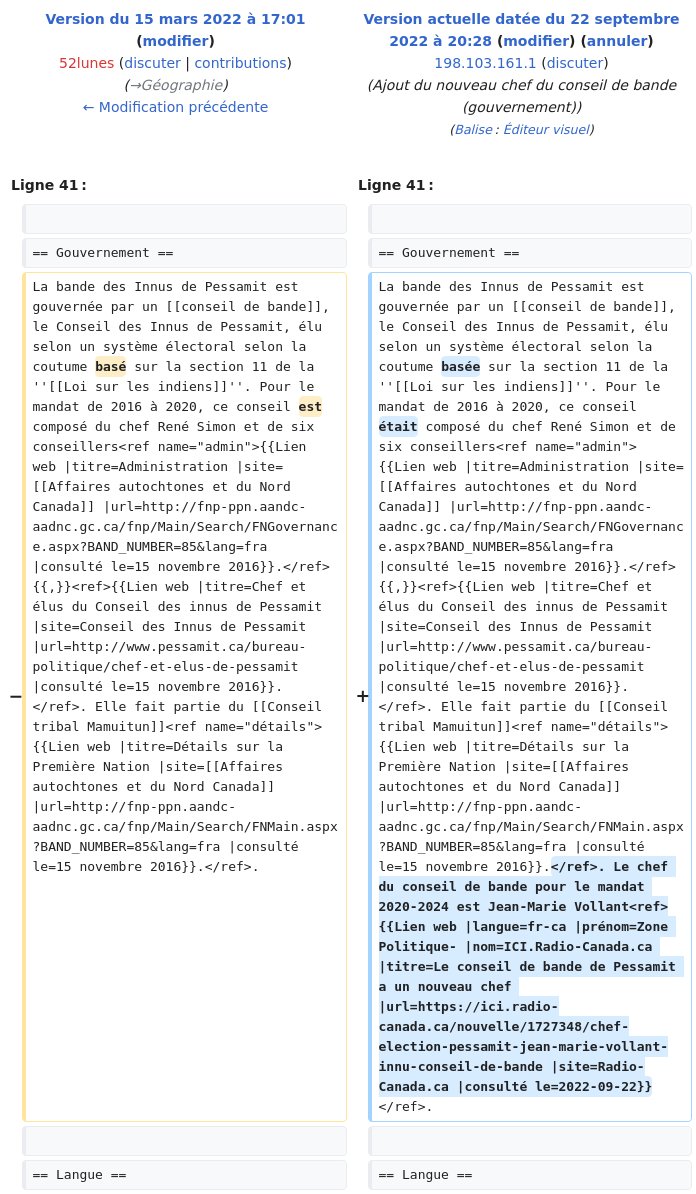 Version du 15 mars 2022 à 17:01
(modifier)
52lunes (discuter | contributions)
(→Géographie)
← Modification précédente
Version actuelle datée du 22 septembre
2022 à 20:28 (modifier) (annuler)
198.103.161.1 (discuter)
(Ajout du nouveau chef du conseil de bande
(gouvernement))
(Balise : Éditeur visuel)
Ligne 41 :
Ligne 41 :
== Gouvernement ==
== Gouvernement ==
−
La bande des Innus de Pessamit est
gouvernée par un [[conseil de bande]],
le Conseil des Innus de Pessamit, élu
selon un système électoral selon la
coutume basé sur la section 11 de la
''[[Loi sur les indiens]]''. Pour le
mandat de 2016 à 2020, ce conseil est
composé du chef René Simon et de six
conseillers<ref name="admin">{{Lien
web |titre=Administration |site=
[[Affaires autochtones et du Nord
Canada]] |url=http://fnp-ppn.aandc-
aadnc.gc.ca/fnp/Main/Search/FNGovernanc
e.aspx?BAND_NUMBER=85&lang=fra
|consulté le=15 novembre 2016}}.</ref>
{{,}}<ref>{{Lien web |titre=Chef et
élus du Conseil des innus de Pessamit
|site=Conseil des Innus de Pessamit
|url=http://www.pessamit.ca/bureau-
politique/chef-et-elus-de-pessamit
|consulté le=15 novembre 2016}}.
</ref>. Elle fait partie du [[Conseil
tribal Mamuitun]]<ref name="détails">
{{Lien web |titre=Détails sur la
Première Nation |site=[[Affaires
autochtones et du Nord Canada]]
|url=http://fnp-ppn.aandc-
aadnc.gc.ca/fnp/Main/Search/FNMain.aspx
?BAND_NUMBER=85&lang=fra |consulté
le=15 novembre 2016}}.</ref>.
+
La bande des Innus de Pessamit est
gouvernée par un [[conseil de bande]],
le Conseil des Innus de Pessamit, élu
selon un système électoral selon la
coutume basée sur la section 11 de la
''[[Loi sur les indiens]]''. Pour le
mandat de 2016 à 2020, ce conseil
était composé du chef René Simon et de
six conseillers<ref name="admin">
{{Lien web |titre=Administration |site=
[[Affaires autochtones et du Nord
Canada]] |url=http://fnp-ppn.aandc-
aadnc.gc.ca/fnp/Main/Search/FNGovernanc
e.aspx?BAND_NUMBER=85&lang=fra
|consulté le=15 novembre 2016}}.</ref>
{{,}}<ref>{{Lien web |titre=Chef et
élus du Conseil des innus de Pessamit
|site=Conseil des Innus de Pessamit
|url=http://www.pessamit.ca/bureau-
politique/chef-et-elus-de-pessamit
|consulté le=15 novembre 2016}}.
</ref>. Elle fait partie du [[Conseil
tribal Mamuitun]]<ref name="détails">
{{Lien web |titre=Détails sur la
Première Nation |site=[[Affaires
autochtones et du Nord Canada]]
|url=http://fnp-ppn.aandc-
aadnc.gc.ca/fnp/Main/Search/FNMain.aspx
?BAND_NUMBER=85&lang=fra |consulté
le=15 novembre 2016}}.</ref>. Le chef
du conseil de bande pour le mandat
2020-2024 est Jean-Marie Vollant<ref>
{{Lien web |langue=fr-ca |prénom=Zone
Politique- |nom=ICI.Radio-Canada.ca
|titre=Le conseil de bande de Pessamit
a un nouveau chef
|url=https://ici.radio-
canada.ca/nouvelle/1727348/chef-
election-pessamit-jean-marie-vollant-
innu-conseil-de-bande |site=Radio-
Canada.ca |consulté le=2022-09-22}}
</ref>.
== Langue ==
== Langue ==